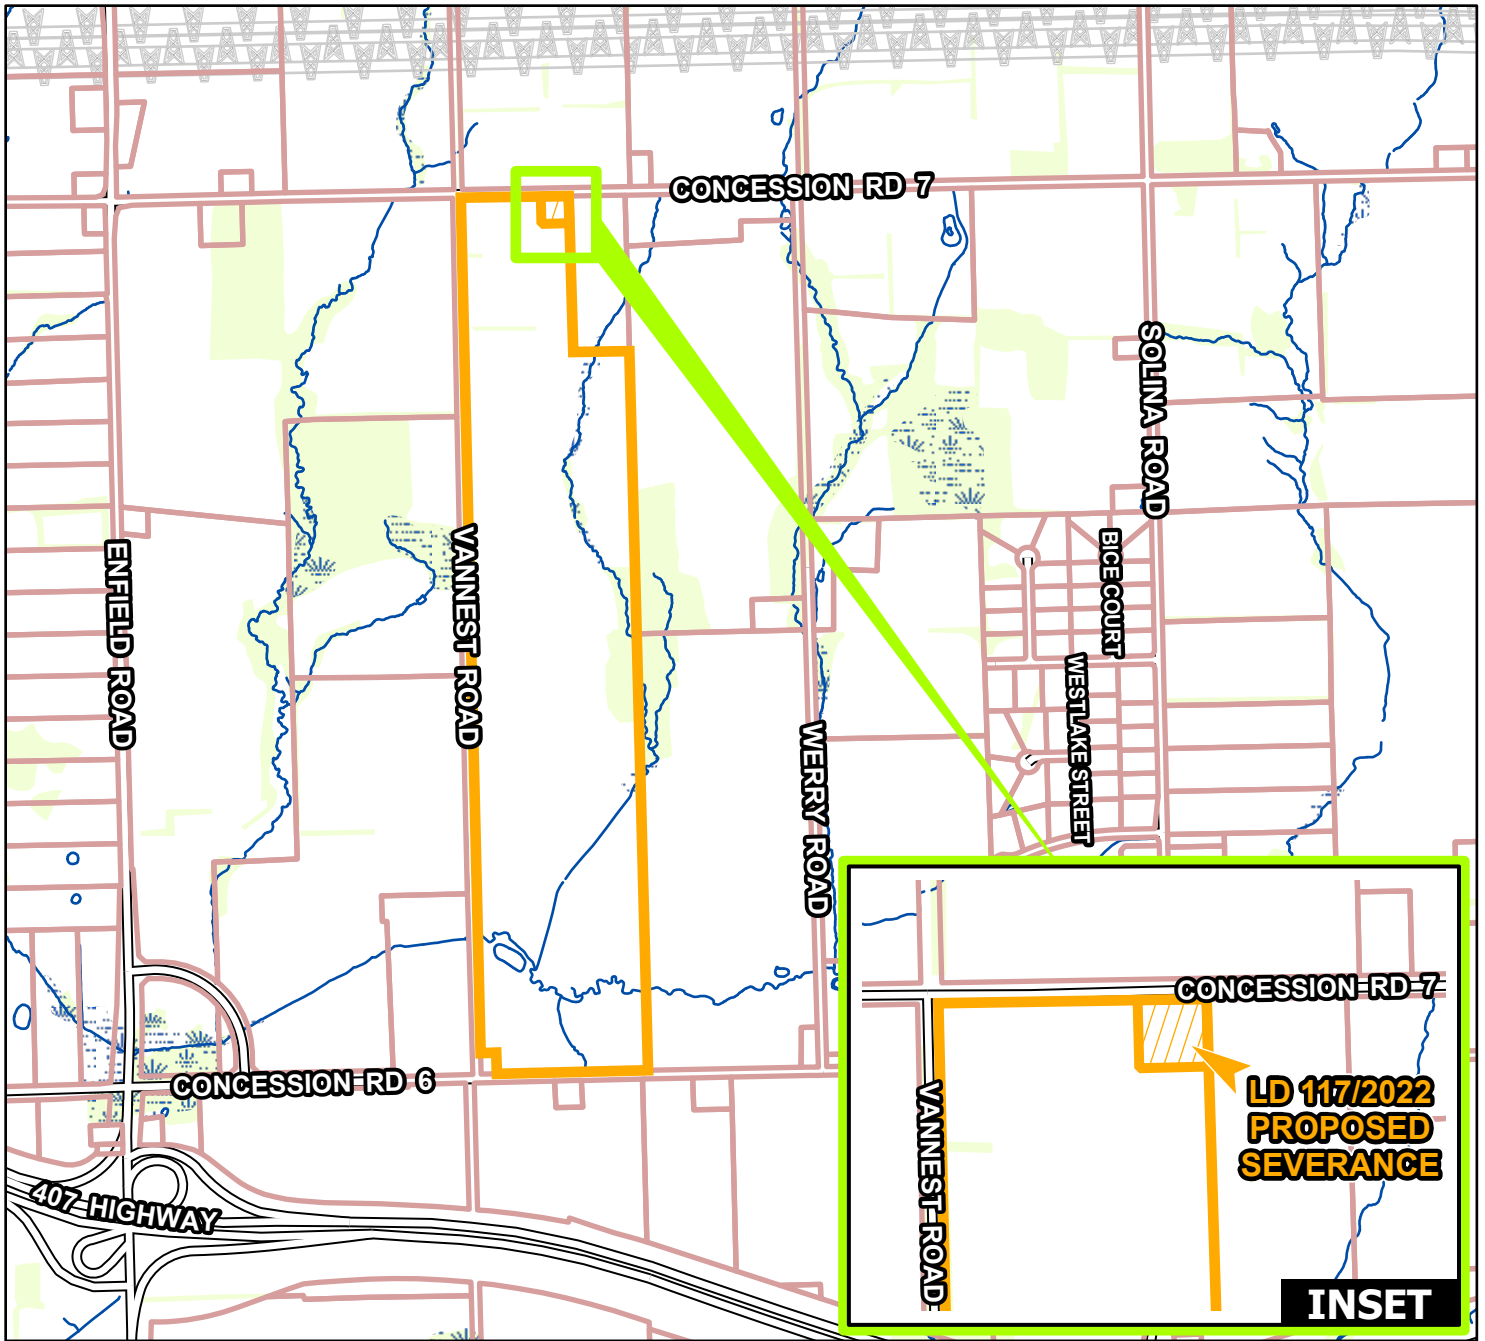 CONCESSION RD 7
SOLINA ROAD
ENFIELD ROAD
VANNEST ROAD
BICE COURT
WESTLAKE STREET
WERRY ROAD
CONCESSION RD 6
407 HIGHWAY
CONCESSION RD 7
VANNEST ROAD
LD 117/2022
PROPOSED
SEVERANCE
INSET